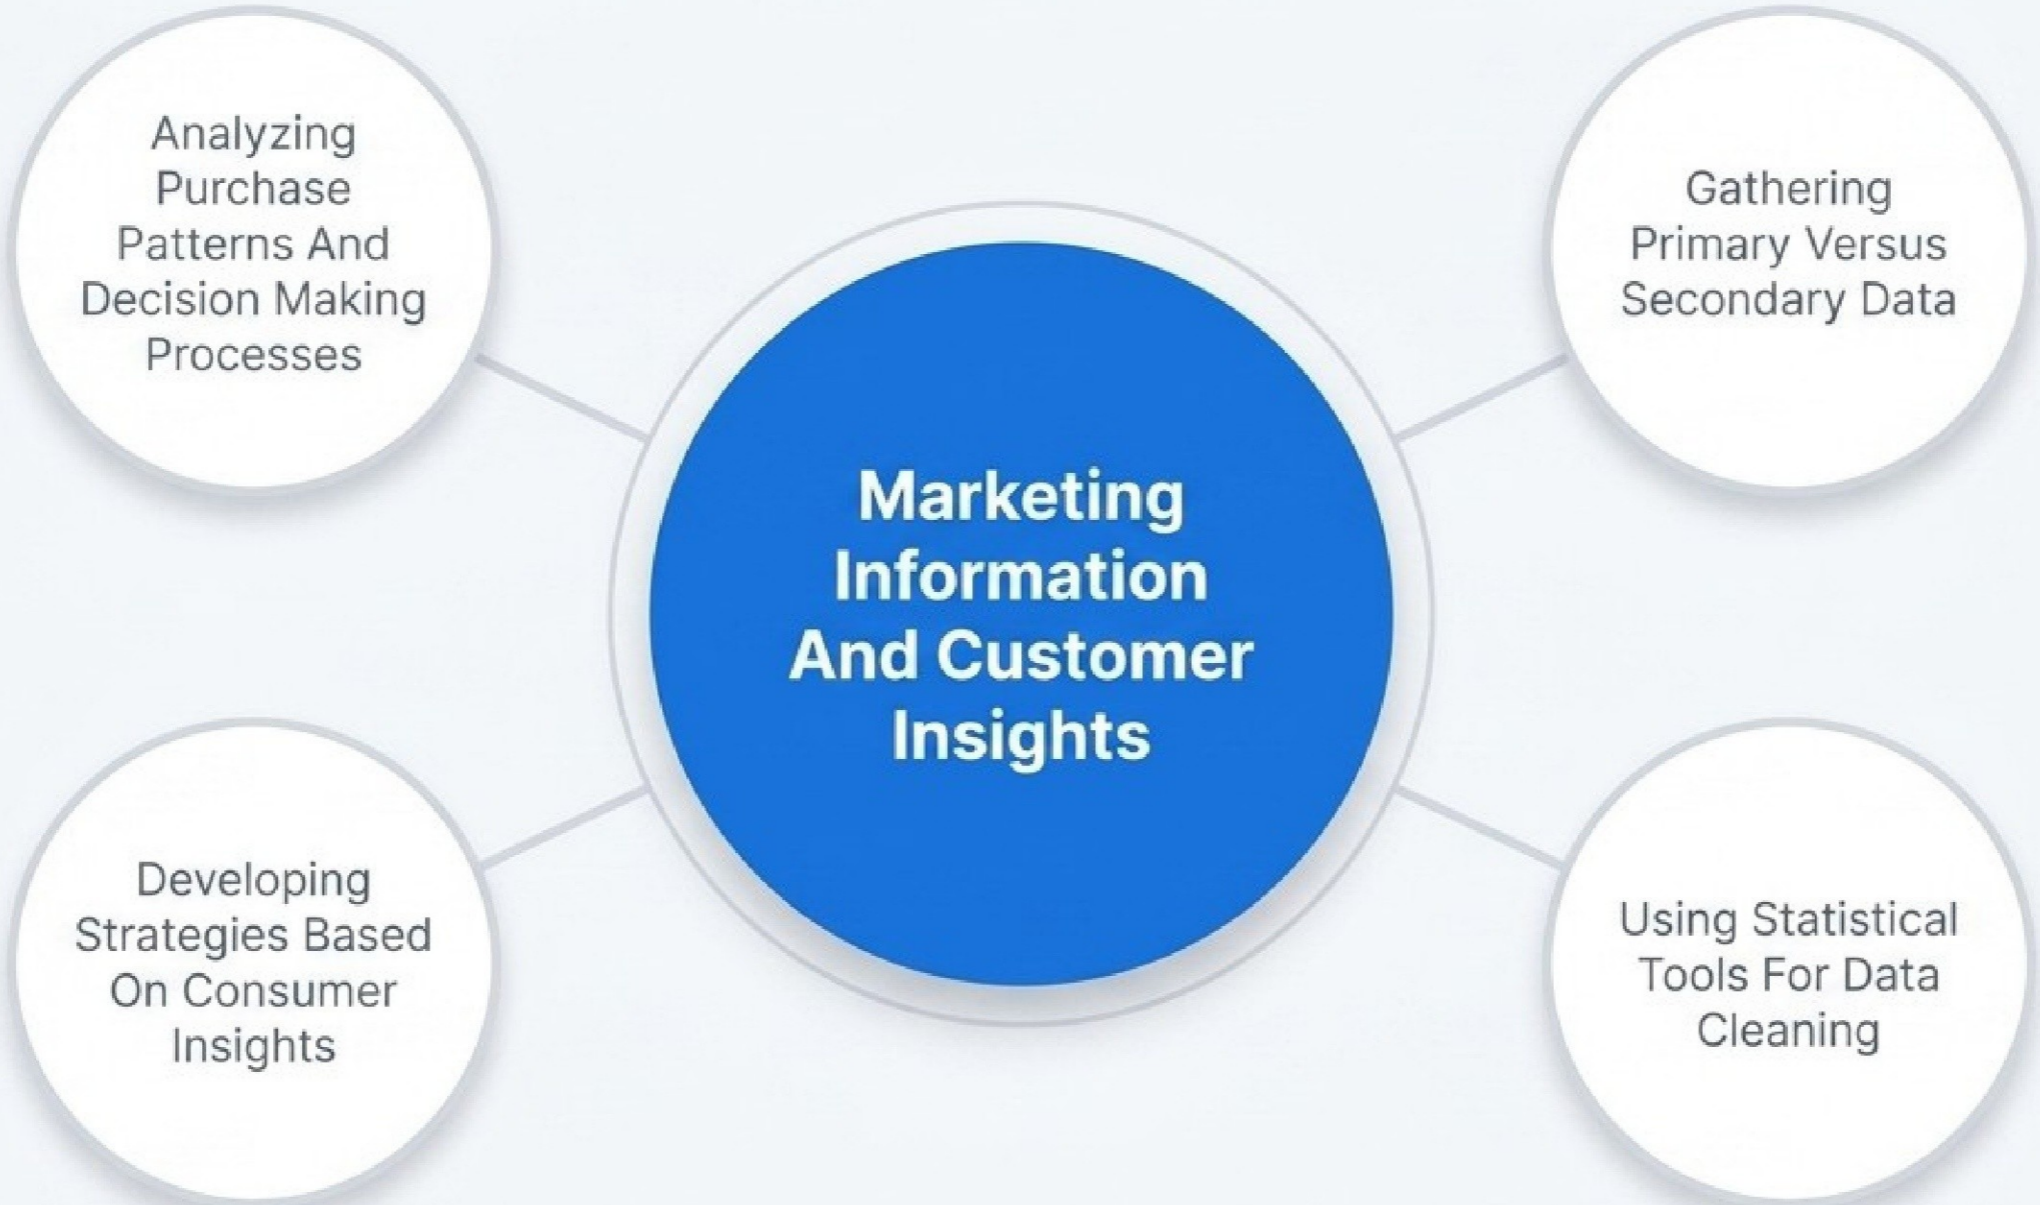 Analyzing
Purchase
Patterns And
Decision Making
Processes
Gathering
Primary Versus
Secondary Data
Marketing
Information
And Customer
Insights
Developing
Strategies Based
On Consumer
Insights
Using Statistical
Tools For Data
Cleaning